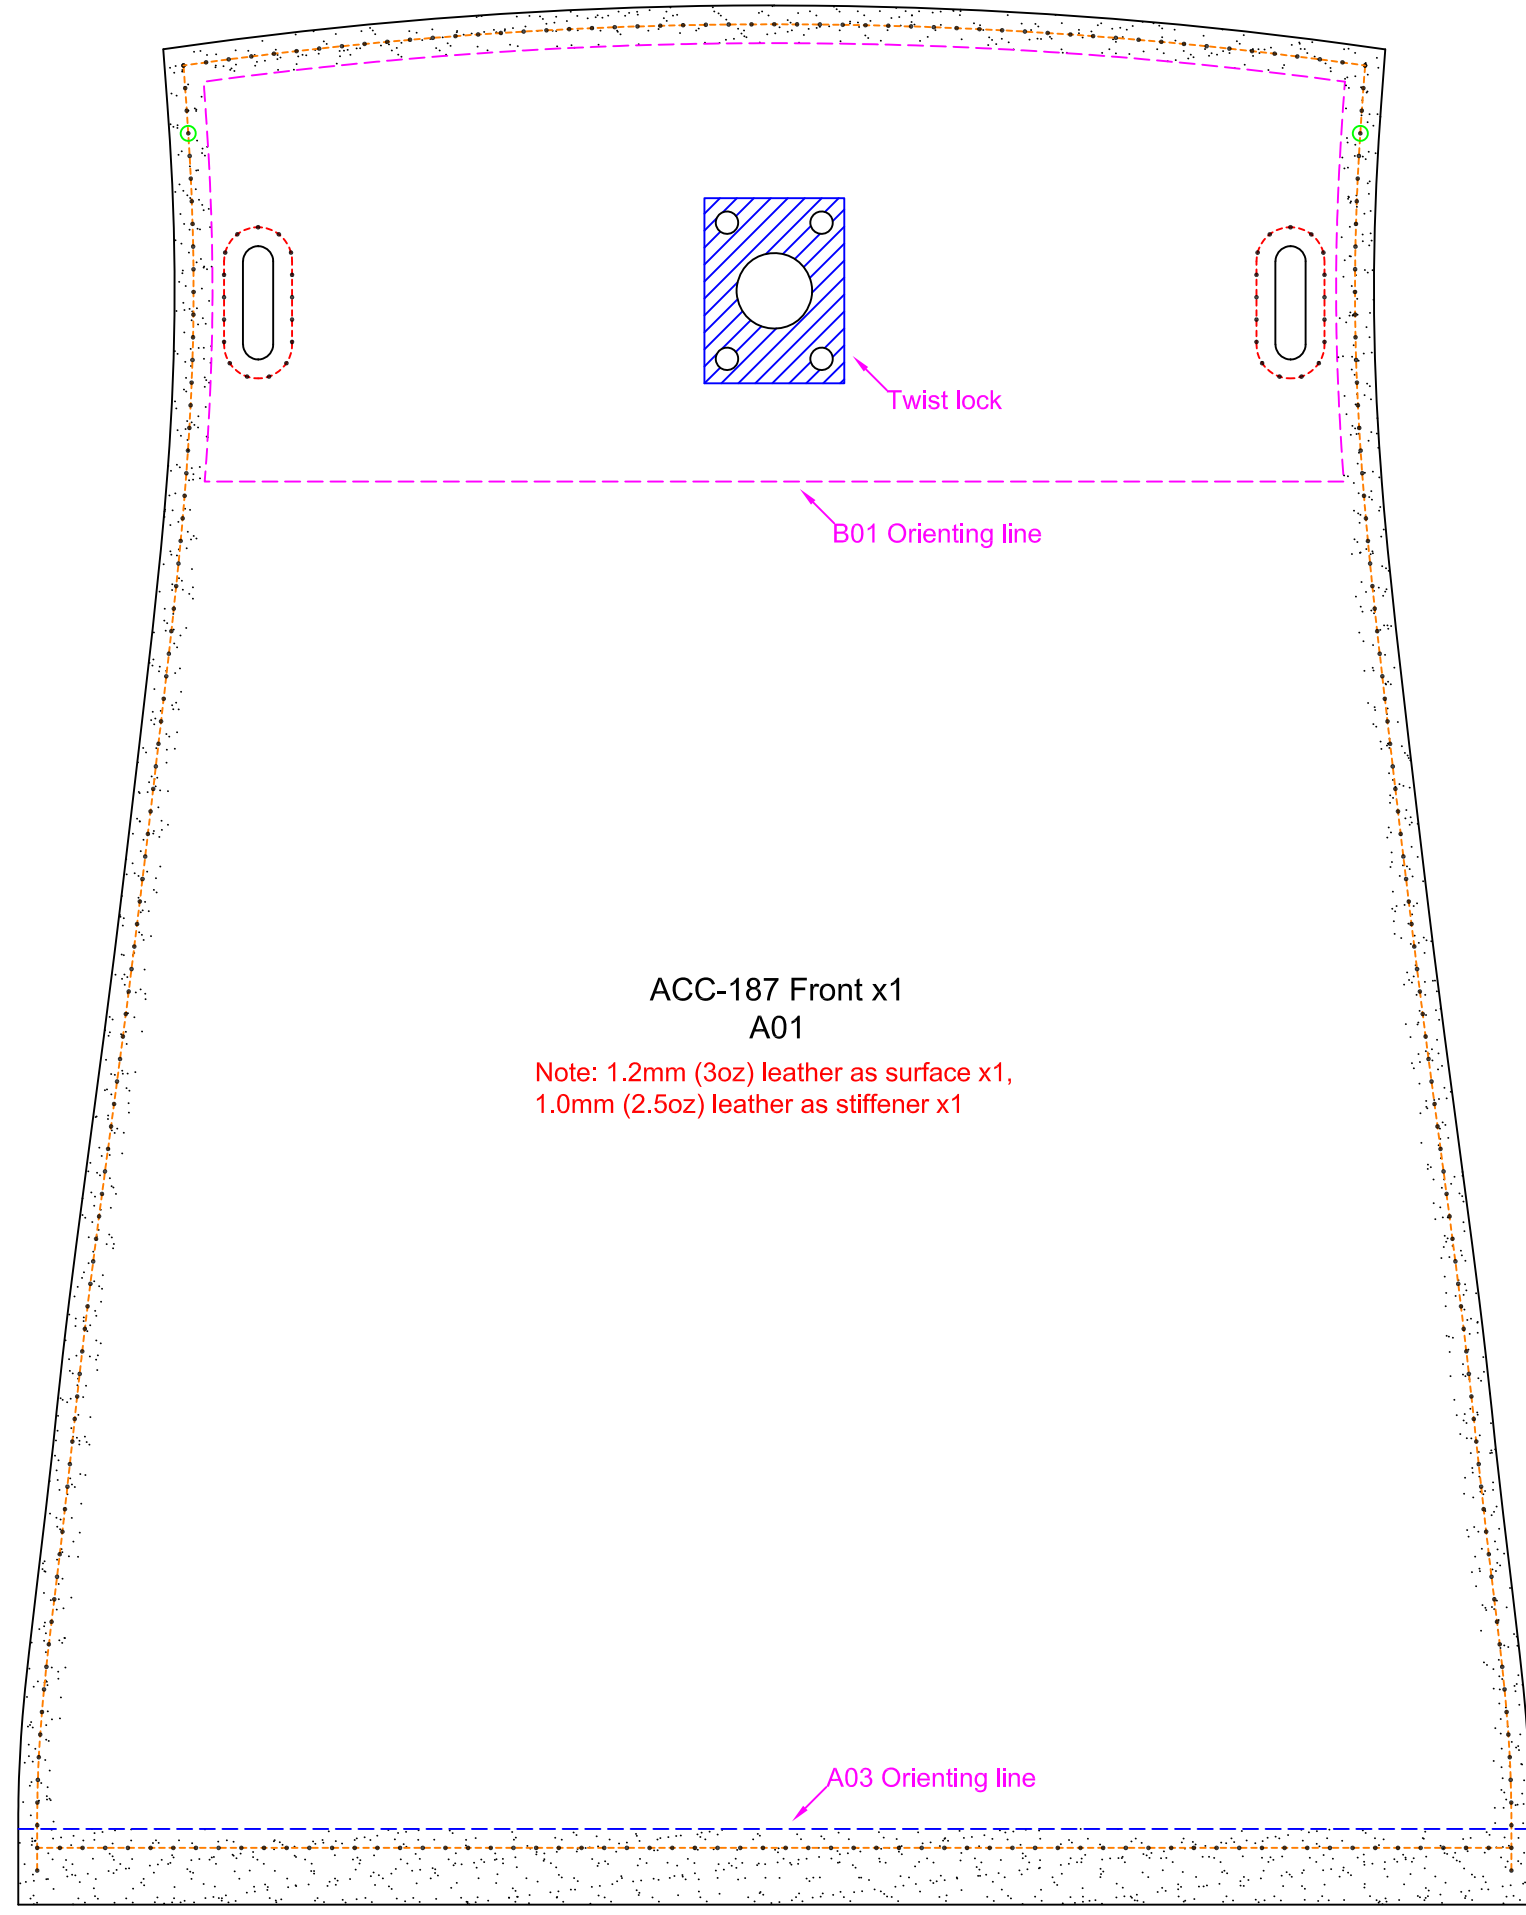 Twist lock
B01 Orienting line
ACC-187 Front x1
A01
Note: 1.2mm (3oz) leather as surface x1,
1.0mm (2.5oz) leather as stiffener x1
A03 Orienting line